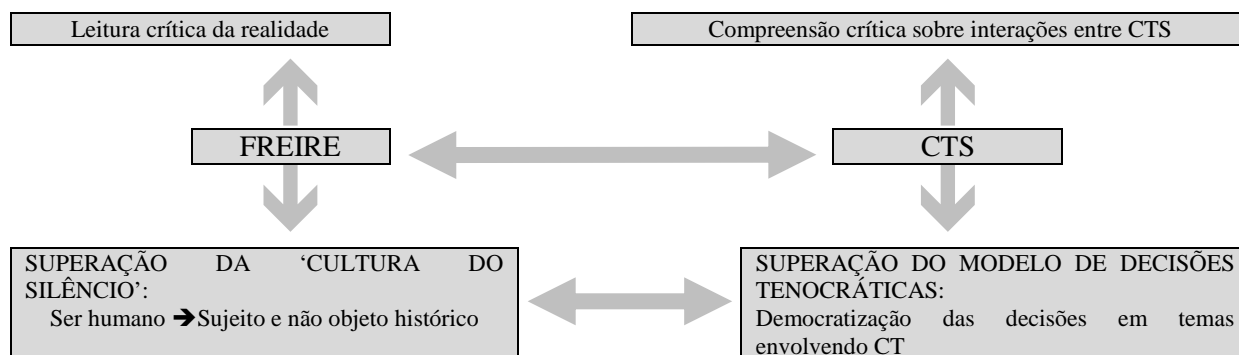 Leitura crítica da realidade
Compreensão crítica sobre interações entre CTS
FREIRE
CTS
SUPERAÇÃO DA ‘CULTURA DO
SILÊNCIO’:
Ser humano ➔Sujeito e não objeto histórico
SUPERAÇÃO DO MODELO DE DECISÕES
TENOCRÁTICAS:
Democratização das decisões em temas
envolvendo CT